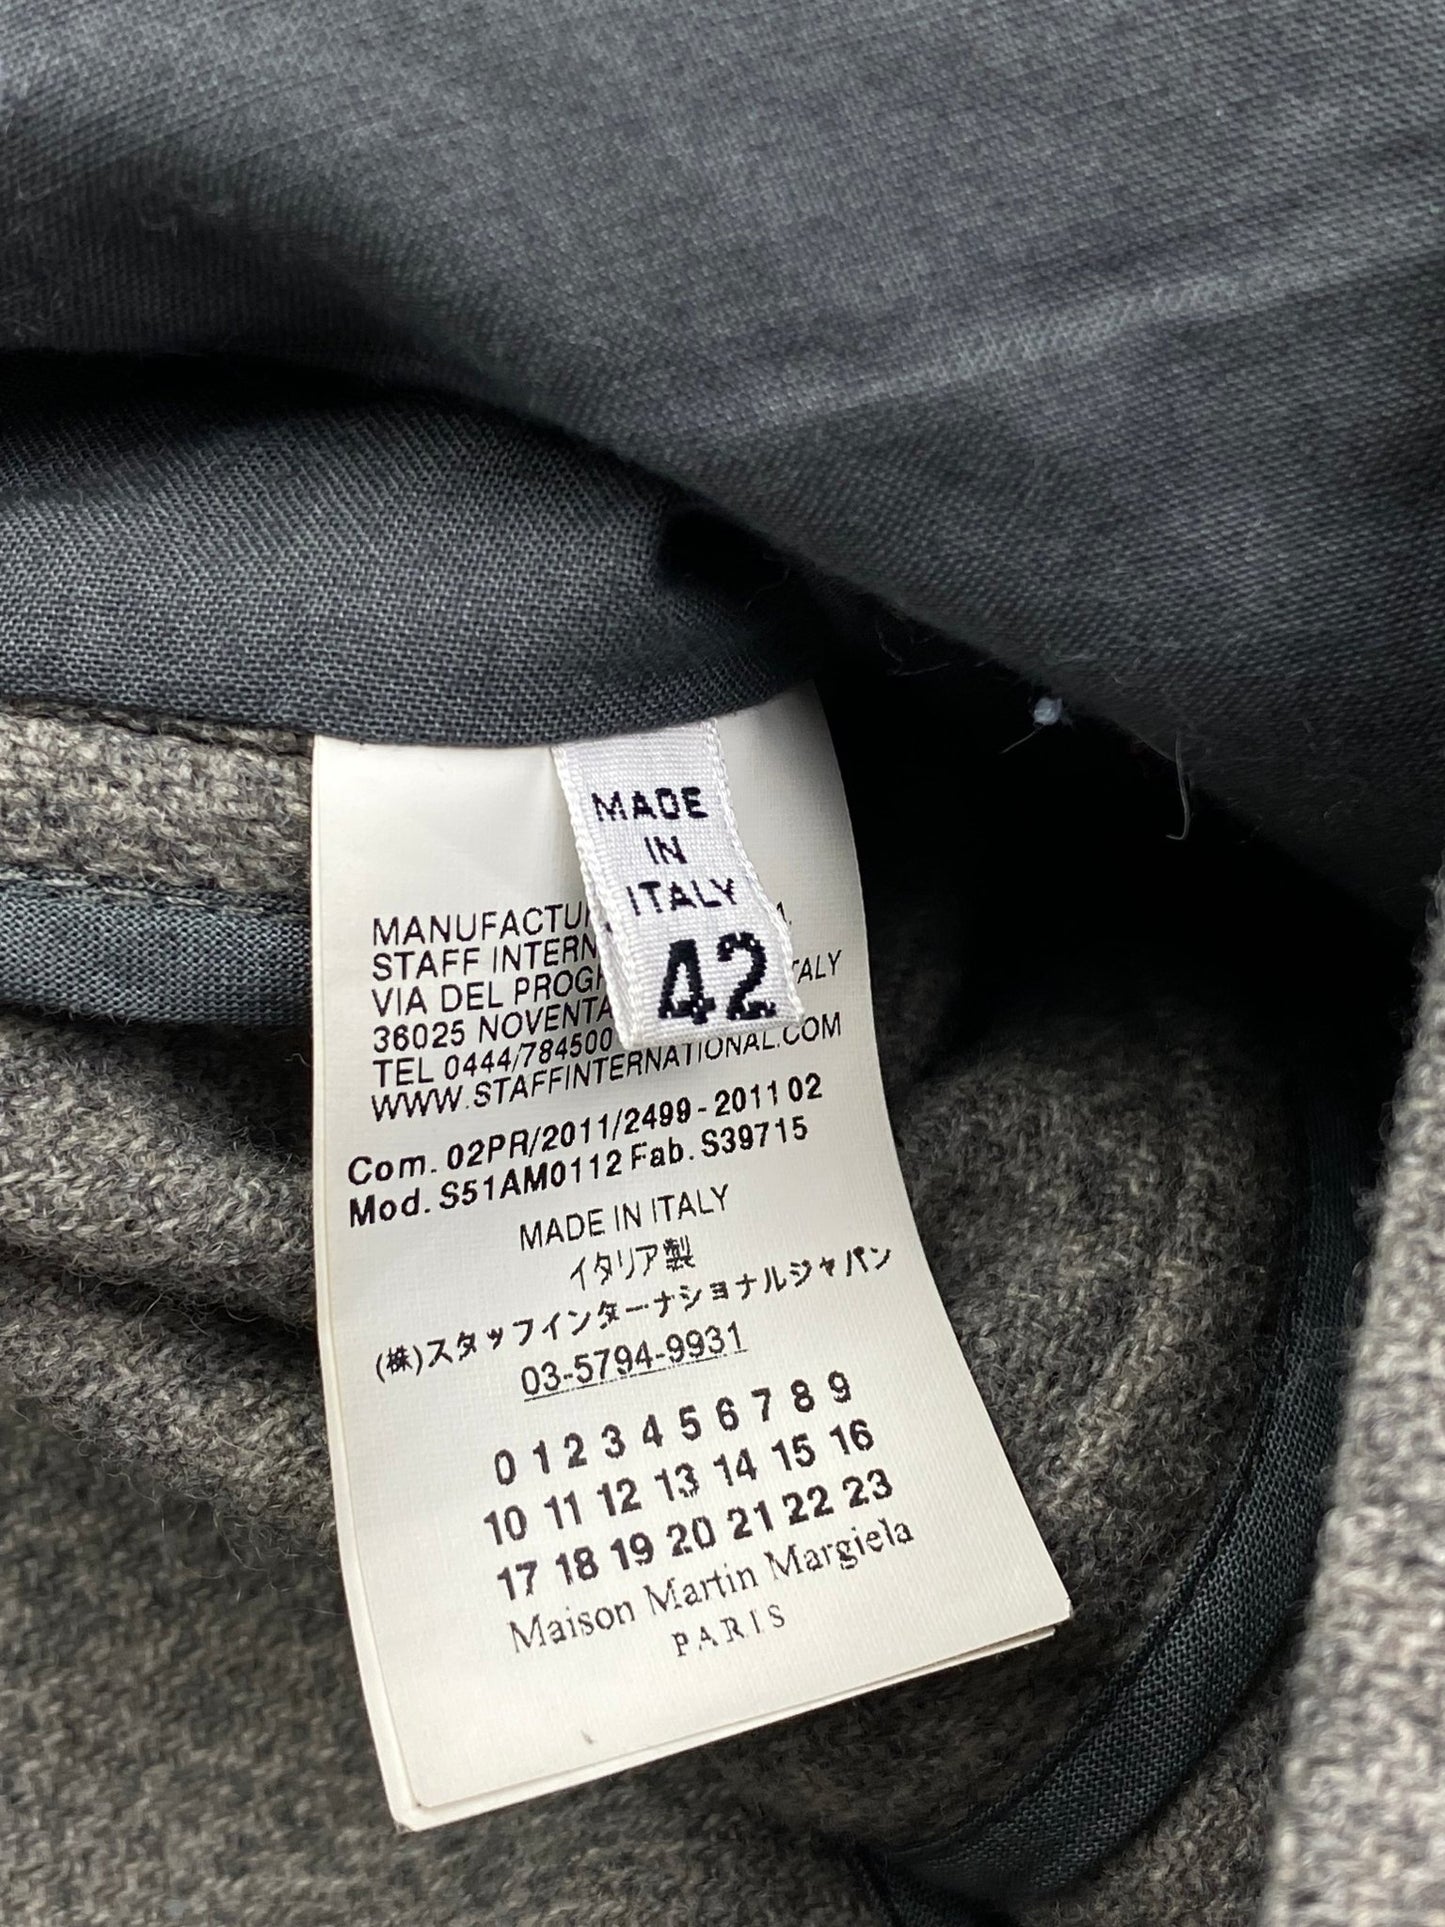 MADE
IN
ITALY
42
STAFF
VIA DEL
36025
TEL 0444/784500
WWW.STAFFINTERNATIONAL.COM
Com. 02PR/2011/2499 - 2011 02
Mod. S51AM0112 Fab. S39715
MADE IN ITALY
イタリア製
(株)スタッフインターナショナルジャパン
03-5794-9931
0 1 2 3 4 5 6 7 8 9
10 11 12 13 14 15 16
17 18 19 20 21 22 23
Maison Martin Margiela
PARIS